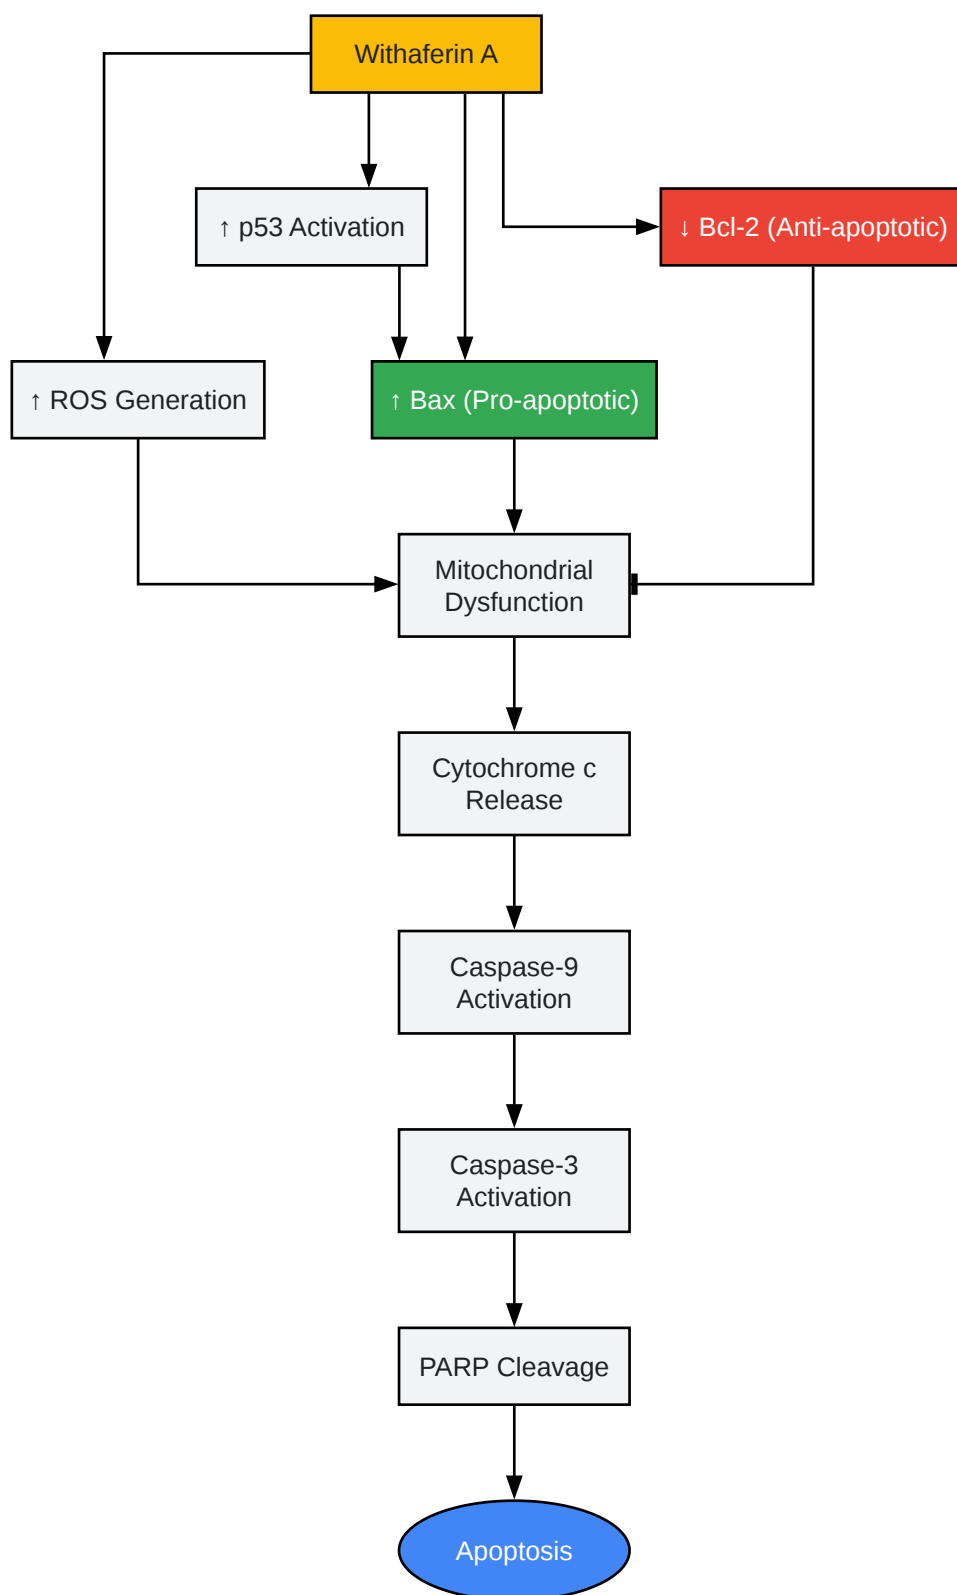 Withaferin A
↑ p53 Activation
↓ Bcl-2 (Anti-apoptotic)
↑ ROS Generation
↑ Bax (Pro-apoptotic)
Mitochondrial
Dysfunction
Cytochrome c
Release
Caspase-9
Activation
Caspase-3
Activation
PARP Cleavage
Apoptosis